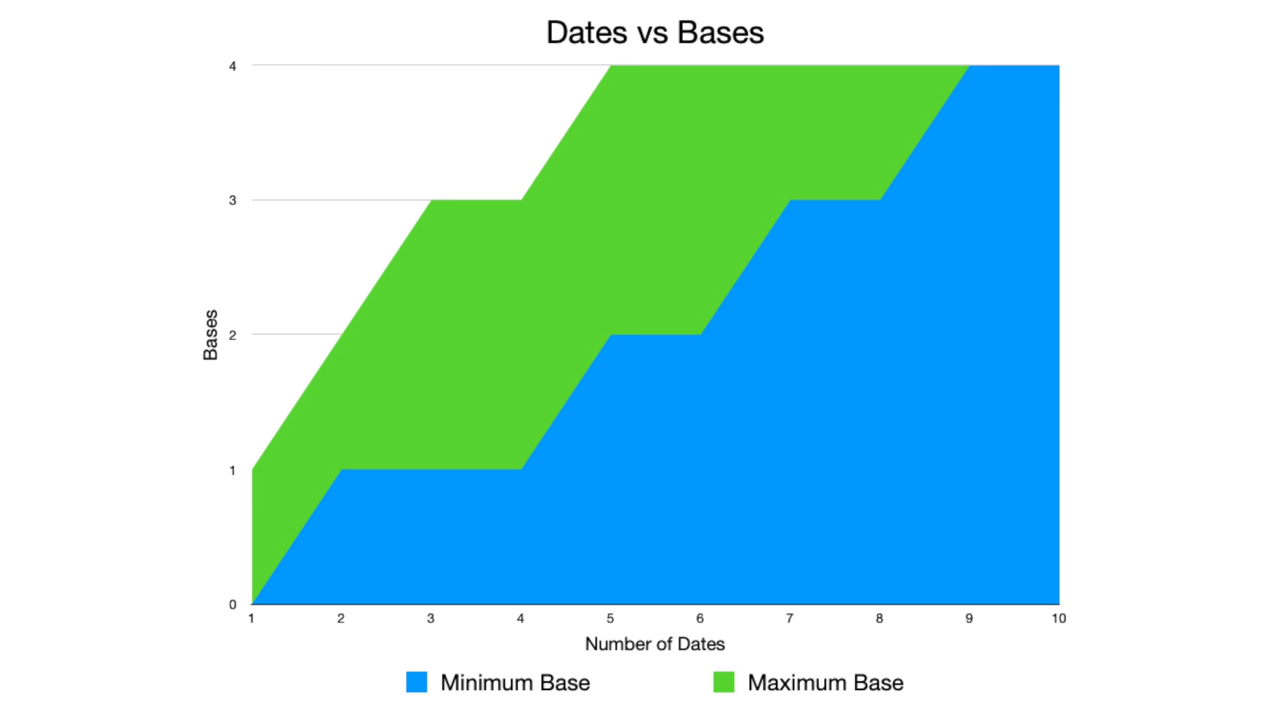 Dates vs Bases
4
3
2
1
0
Bases
1 2 3 4 5 6 7 8 9 10
Number of Dates
Minimum Base Maximum Base